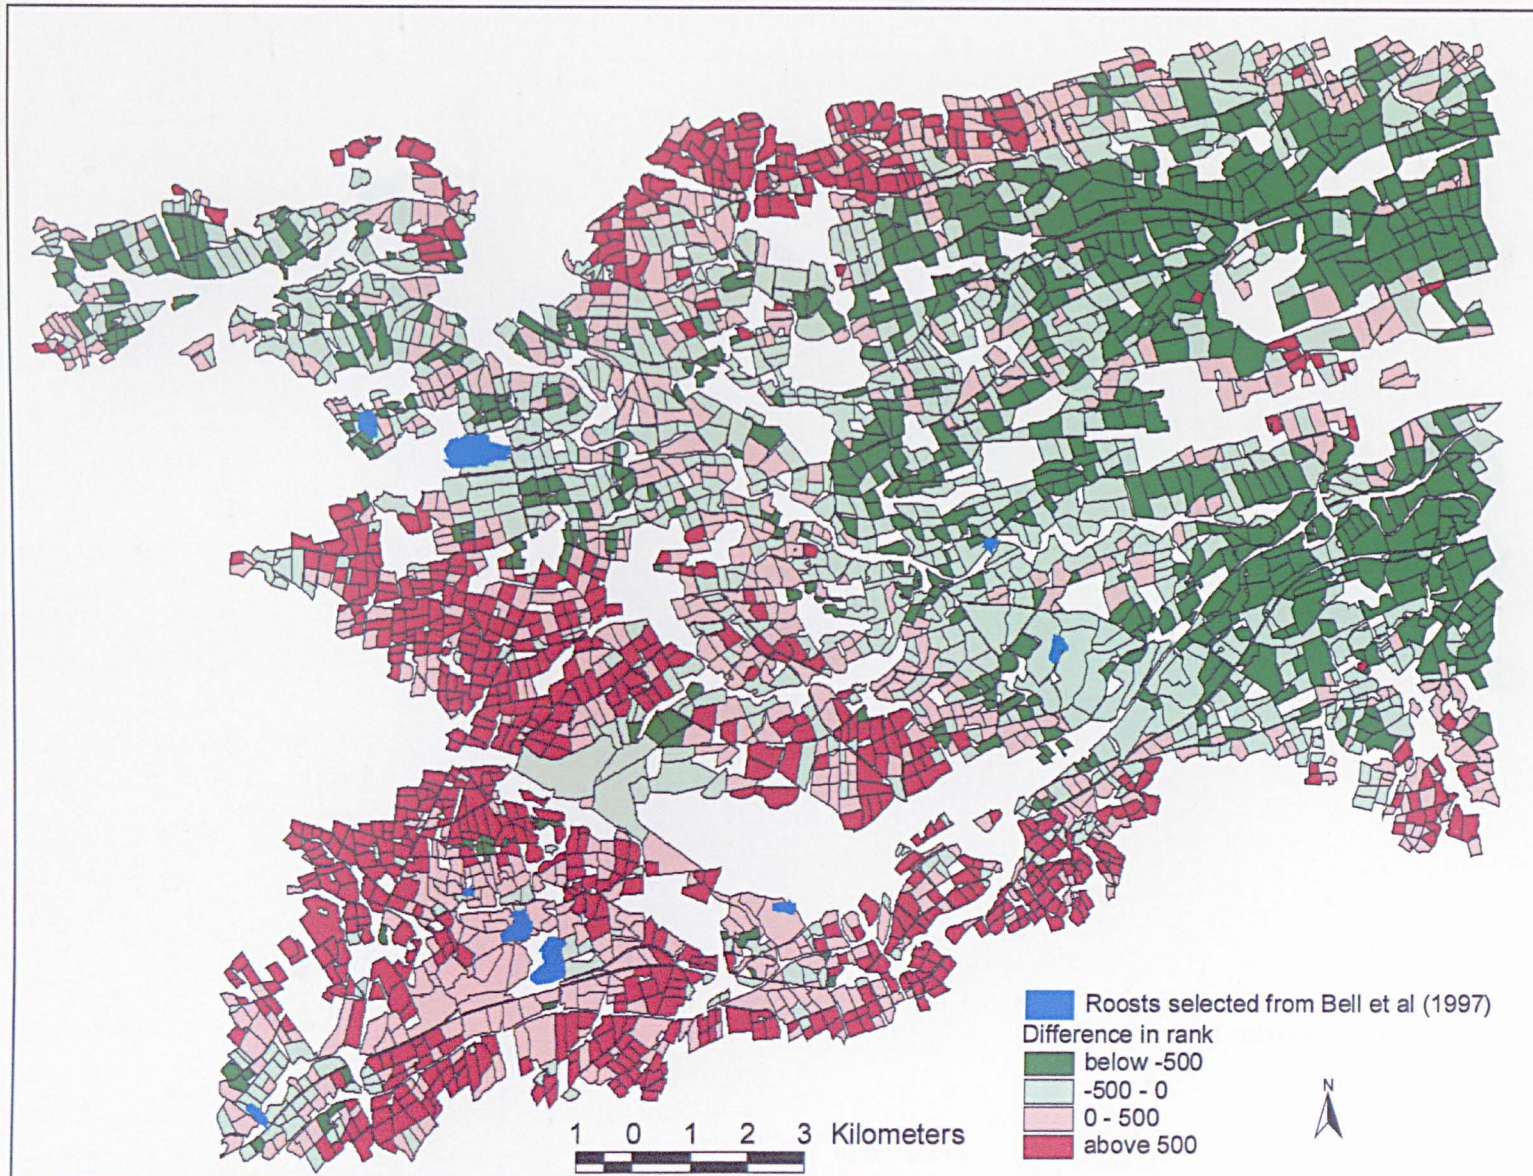 Roosts selected from Bell et al (1997)
Difference in rank
below -500
-500 - 0
0 - 500
above 500
N
1 0 1 2 3 Kilometers